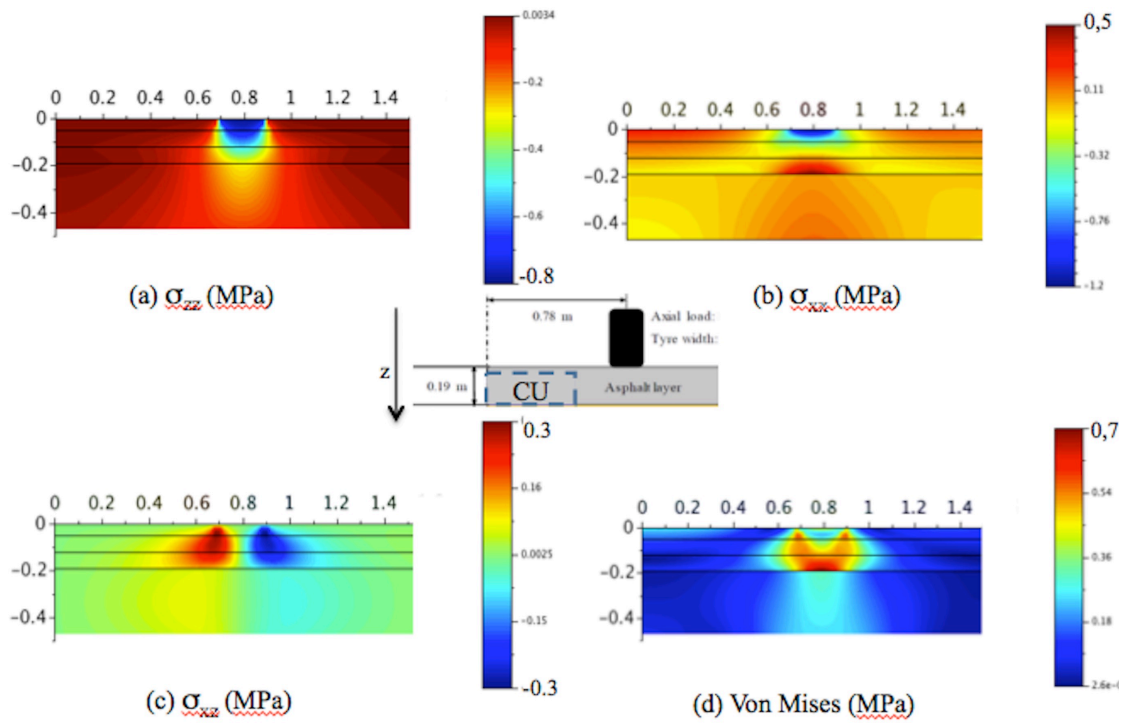 0.0034
−0.2
−0.4
−0.6
-0.8
0 0.2 0.4 0.6 0.8 1 1.2 1.4
0
−0.2
−0.4
(a) σzz (MPa)
0,5
0.11
−0.32
−0.76
−1.2
0 0.2 0.4 0.6 0.8 1 1.2 1.4
0
−0.2
−0.4
(b) σxx (MPa)
z
0.78 m
Axial load:
Tyre width:
0.19 m
CU
Asphalt layer
0.3
0.16
0.0025
−0.15
-0.3
0 0.2 0.4 0.6 0.8 1 1.2 1.4
0
−0.2
−0.4
(c) σxz (MPa)
0,7
0.54
0.36
0.18
0 0.2 0.4 0.6 0.8 1 1.2 1.4
0
−0.2
−0.4
(d) Von Mises (MPa)